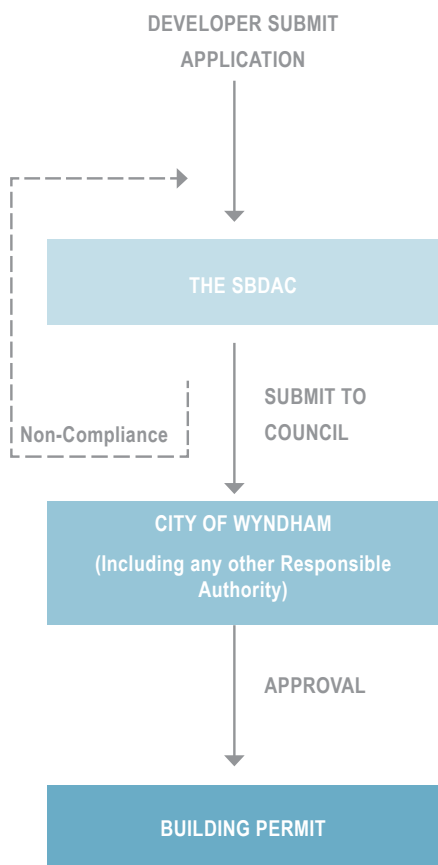 DEVELOPER SUBMIT
APPLICATION
THE SBDAC
SUBMIT TO
COUNCIL
Non-Compliance
CITY OF WYNDHAM
(Including any other Responsible
Authority)
APPROVAL
BUILDING PERMIT